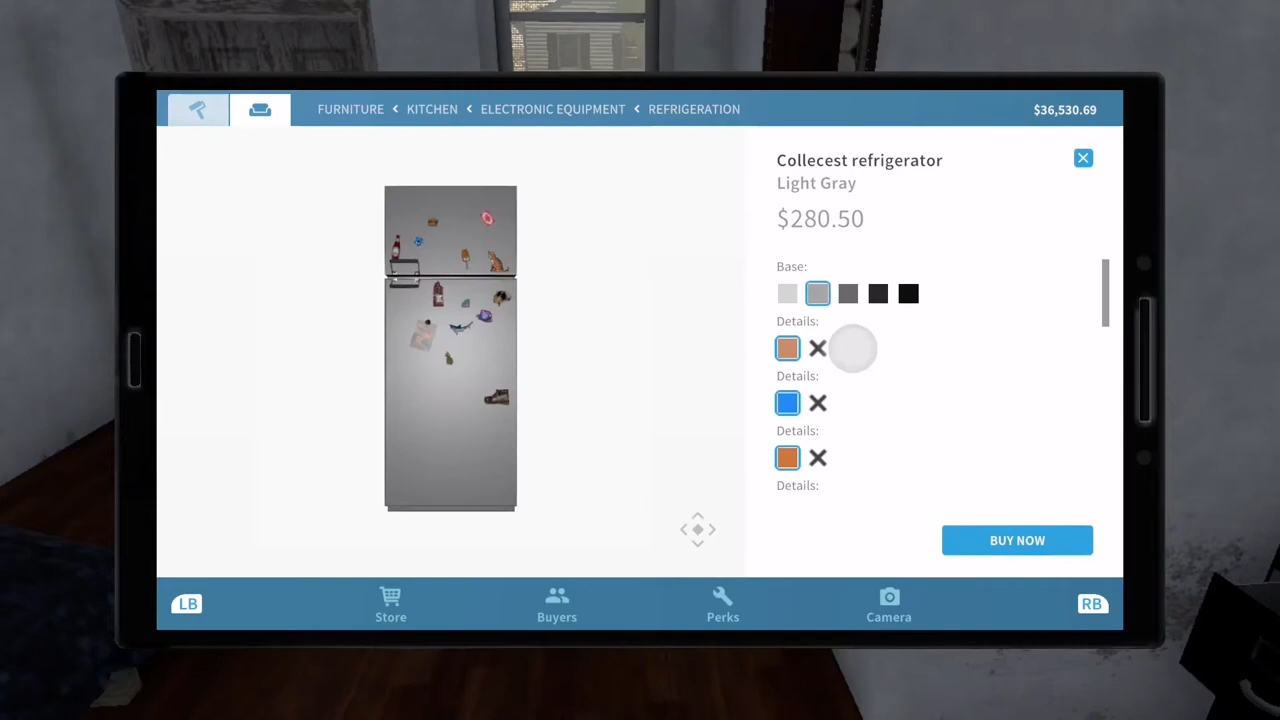 FURNITURE < KITCHEN < ELECTRONIC EQUIPMENT < REFRIGERATION
$36,530.69
Collecest refrigerator
Light Gray
$280.50
Base:
Details:
Details:
Details:
Details:
BUY NOW
LB
Store
Buyers
Perks
Camera
RB